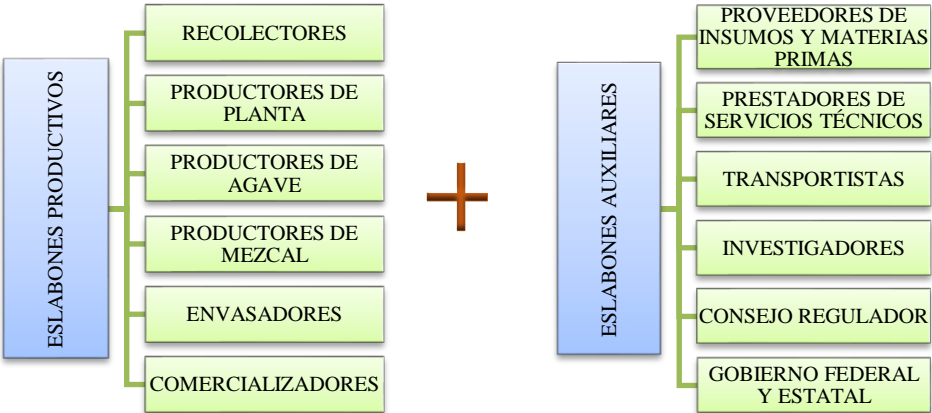 ESLABONES PRODUCTIVOS
RECOLECTORES
PRODUCTORES DE
PLANTA
PRODUCTORES DE
AGAVE
PRODUCTORES DE
MEZCAL
ENVASADORES
COMERCIALIZADORES
ESLABONES AUXILIARES
PROVEEDORES DE
INSUMOS Y MATERIAS
PRIMAS
PRESTADORES DE
SERVICIOS TÉCNICOS
TRANSPORTISTAS
INVESTIGADORES
CONSEJO REGULADOR
GOBIERNO FEDERAL
Y ESTATAL